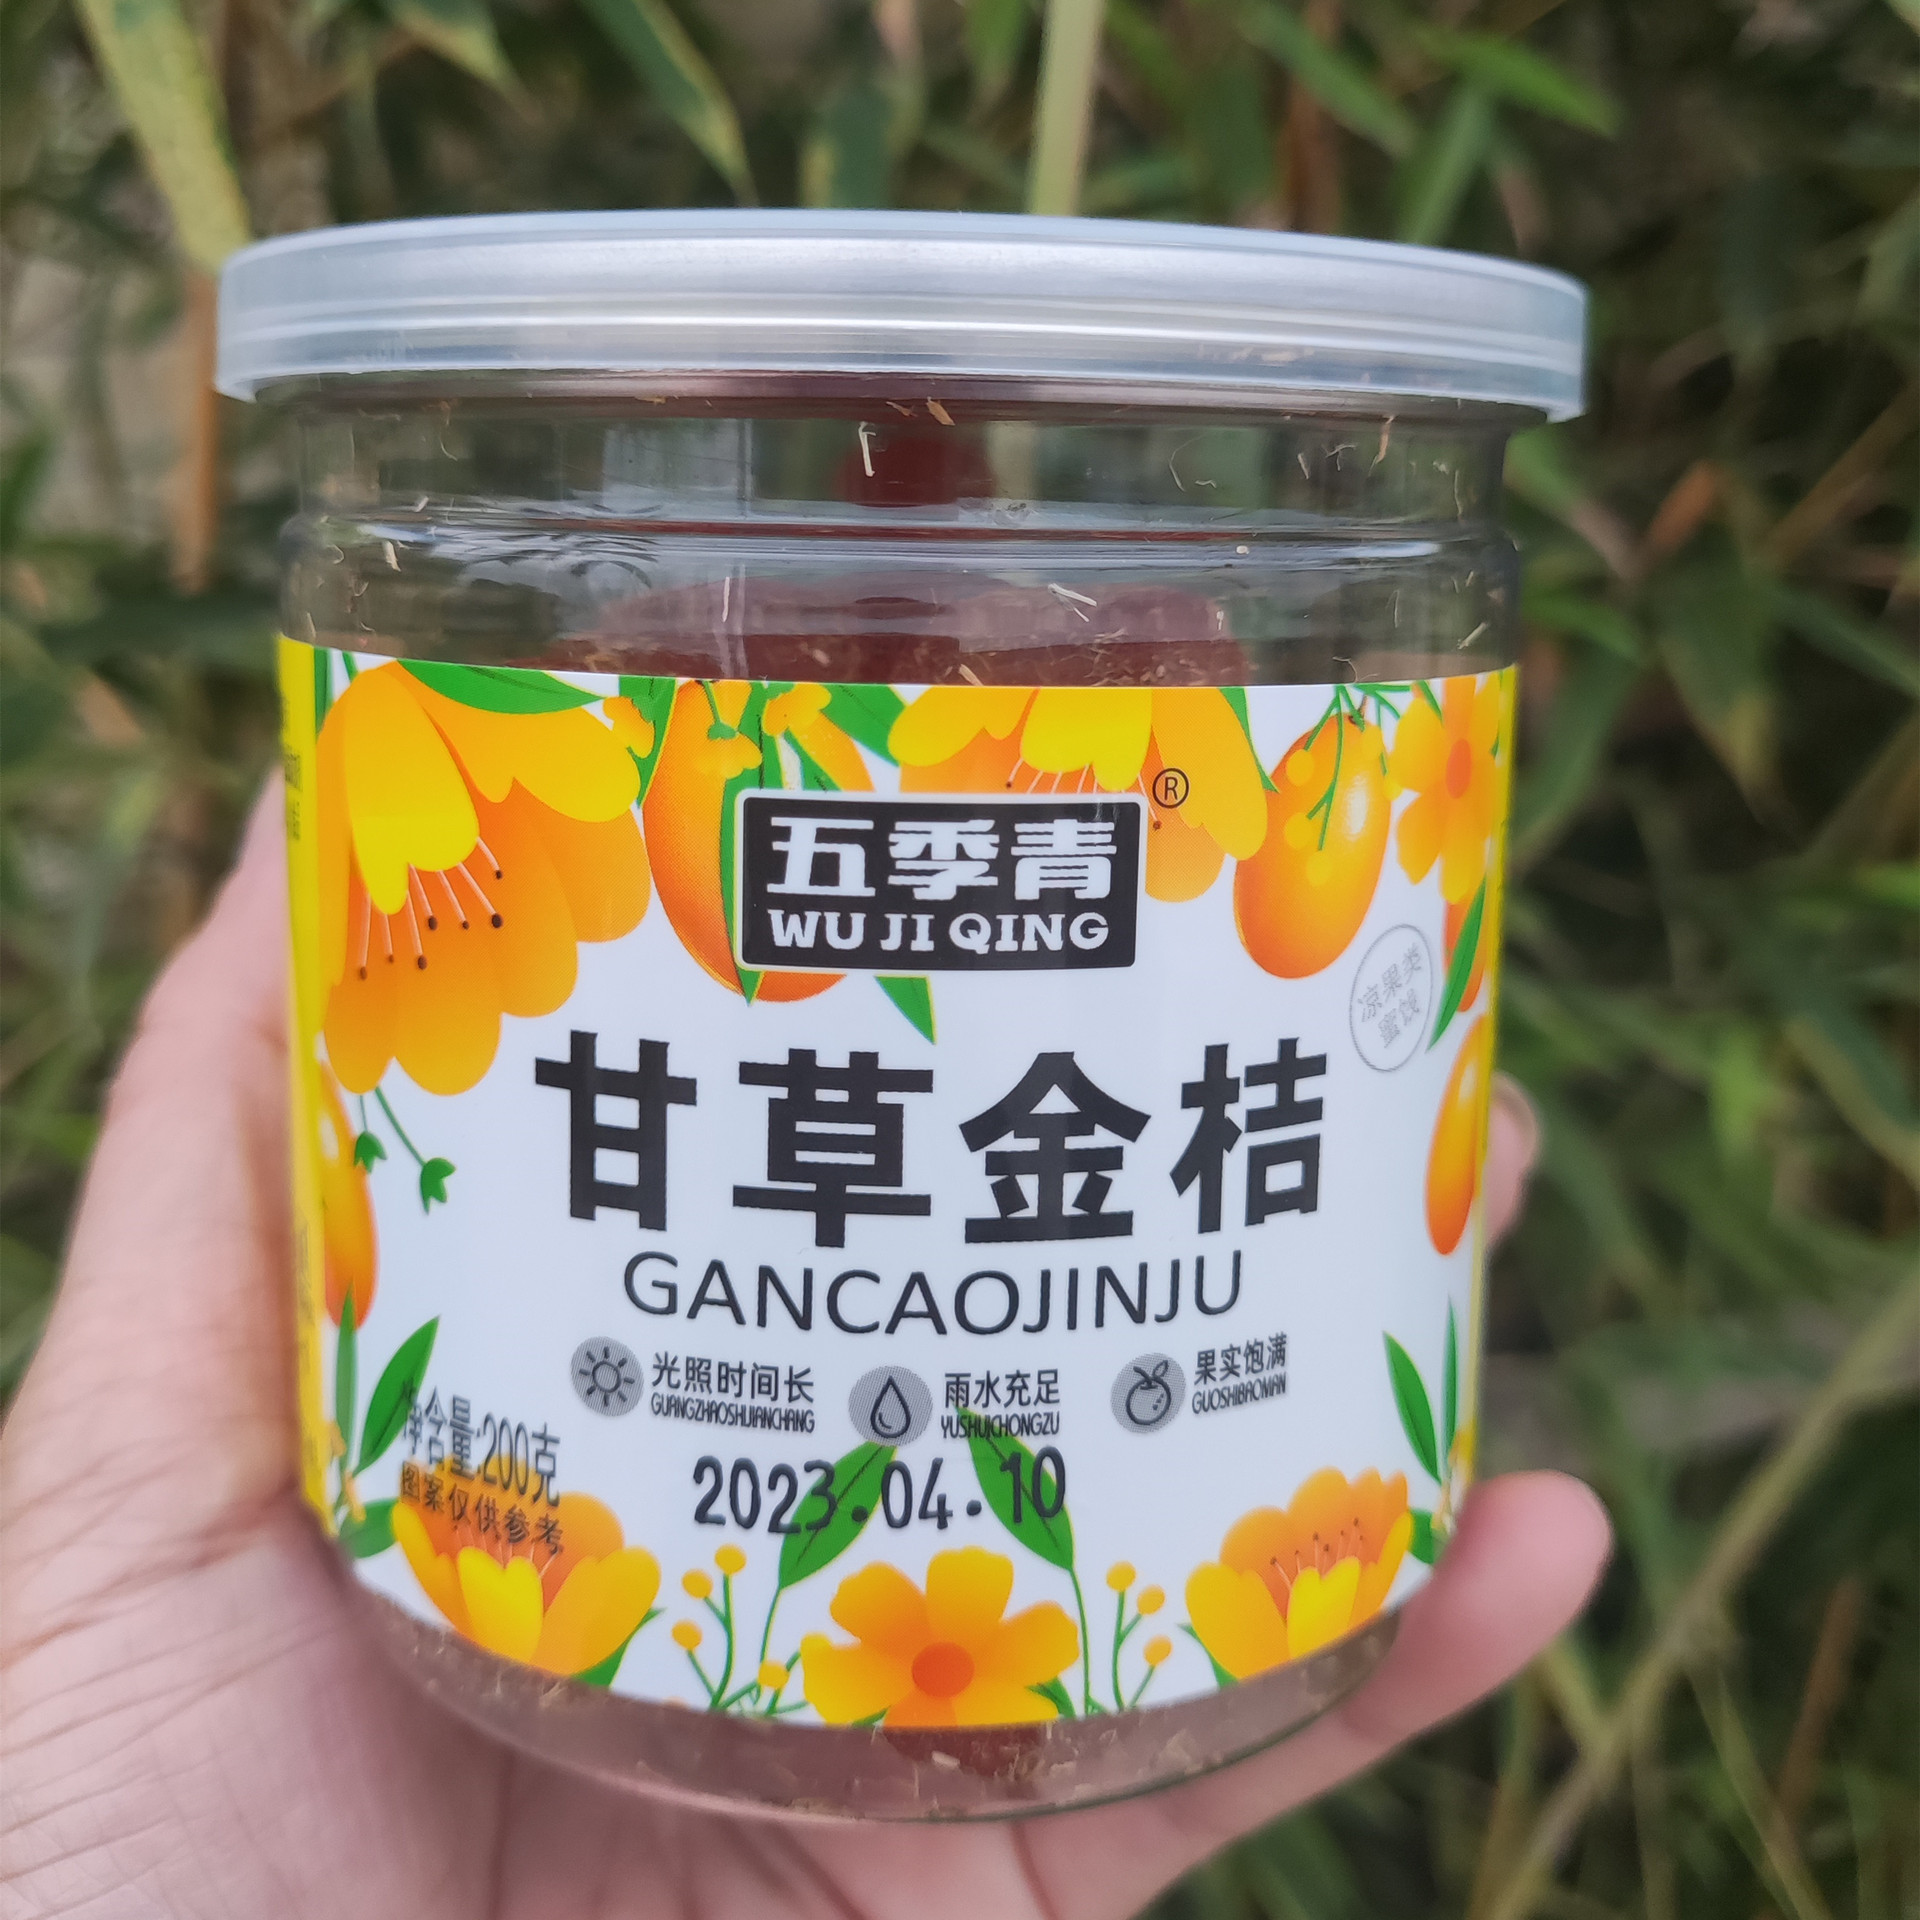 五季青®
WU JI QING
凉果类
蜜饯
甘草金桔
GANCAOJINJU
光照时间长
GUANGZHAOSHIJIANCHANG
雨水充足
YUSHUICHONGZU
果实饱满
GUOSHIBAOMAN
净含量:200克
图案仅供参考
2023.04.10